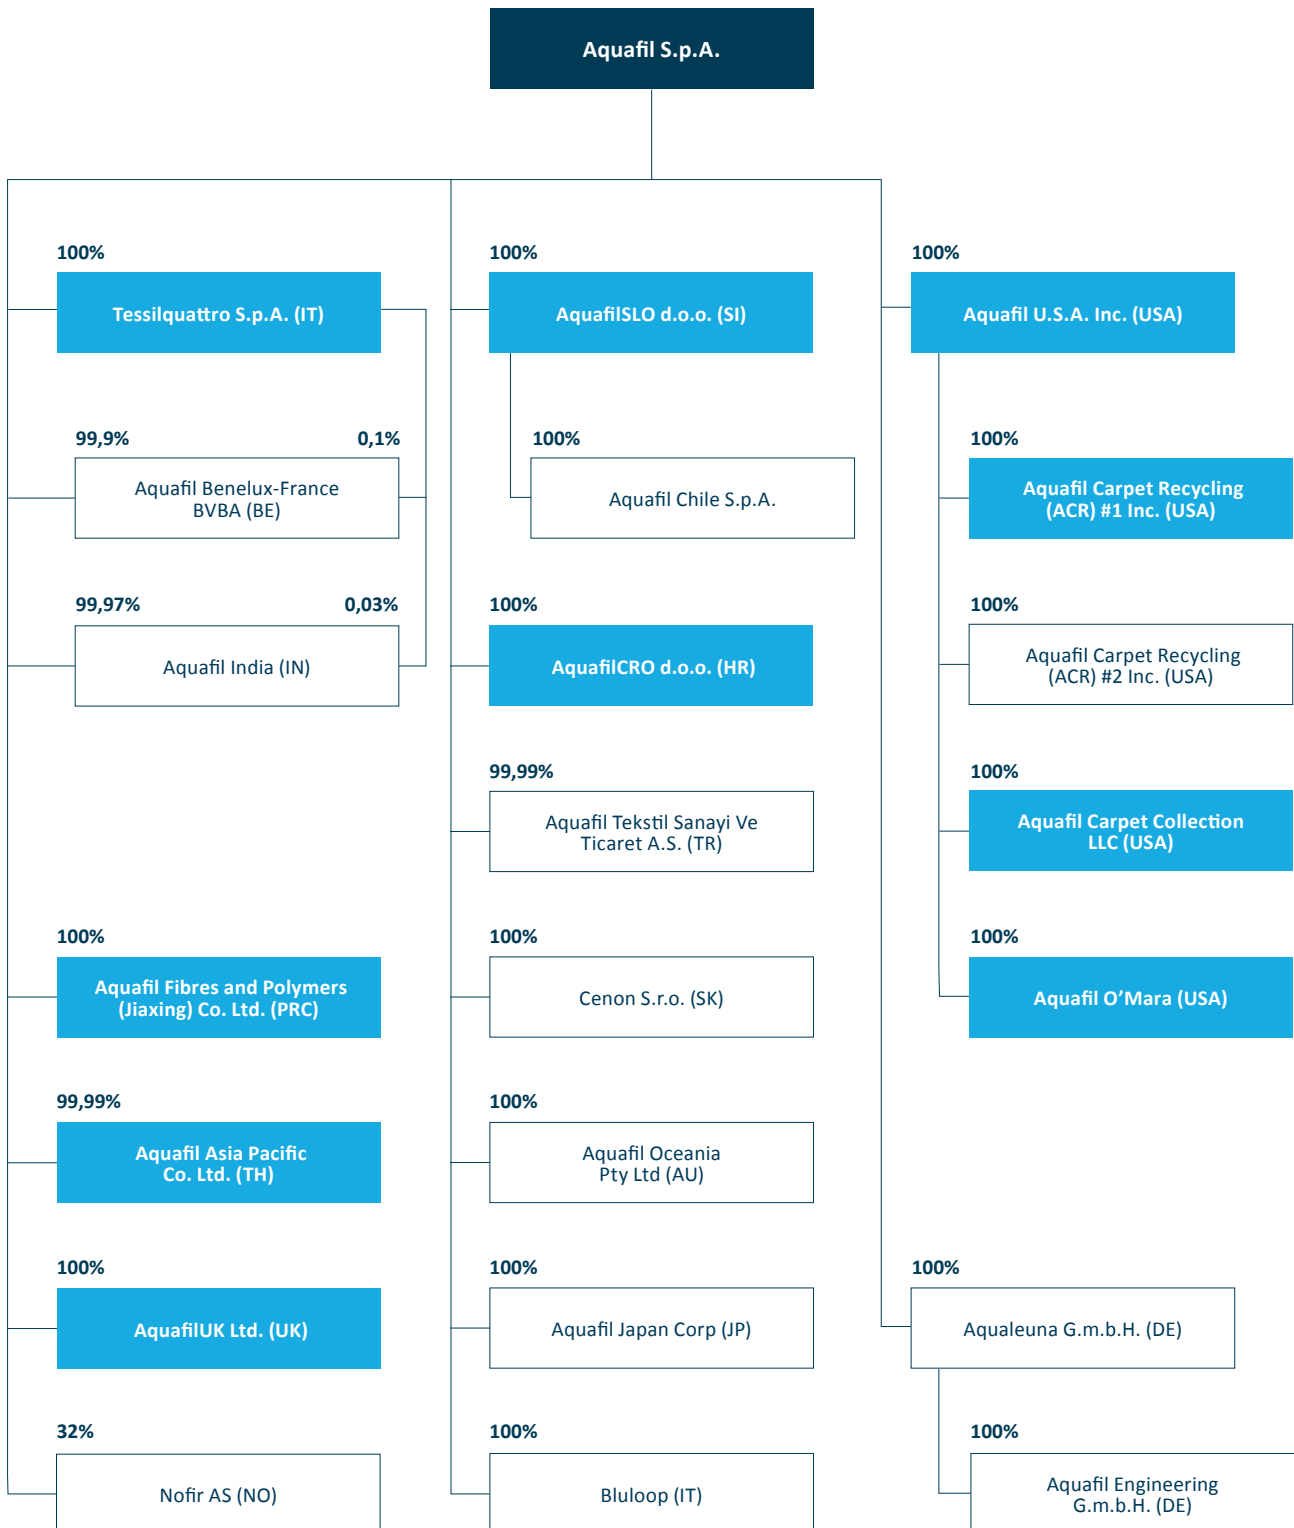 Aquafil S.p.A.
100%
Tessilquattro S.p.A. (IT)
99,9%
0,1%
Aquafil Benelux-France
BVBA (BE)
99,97%
0,03%
Aquafil India (IN)
100%
Aquafil Fibres and Polymers
(Jiaxing) Co. Ltd. (PRC)
99,99%
Aquafil Asia Pacific
Co. Ltd. (TH)
100%
AquafilUK Ltd. (UK)
32%
Nofir AS (NO)
100%
AquafilSLO d.o.o. (SI)
100%
Aquafil Chile S.p.A.
100%
AquafilCRO d.o.o. (HR)
99,99%
Aquafil Tekstil Sanayi Ve
Ticaret A.S. (TR)
100%
Cenon S.r.o. (SK)
100%
Aquafil Oceania
Pty Ltd (AU)
100%
Aquafil Japan Corp (JP)
100%
Bluloop (IT)
100%
Aquafil U.S.A. Inc. (USA)
100%
Aquafil Carpet Recycling
(ACR) #1 Inc. (USA)
100%
Aquafil Carpet Recycling
(ACR) #2 Inc. (USA)
100%
Aquafil Carpet Collection
LLC (USA)
100%
Aquafil O’Mara (USA)
100%
Aqualeuna G.m.b.H. (DE)
100%
Aquafil Engineering
G.m.b.H. (DE)